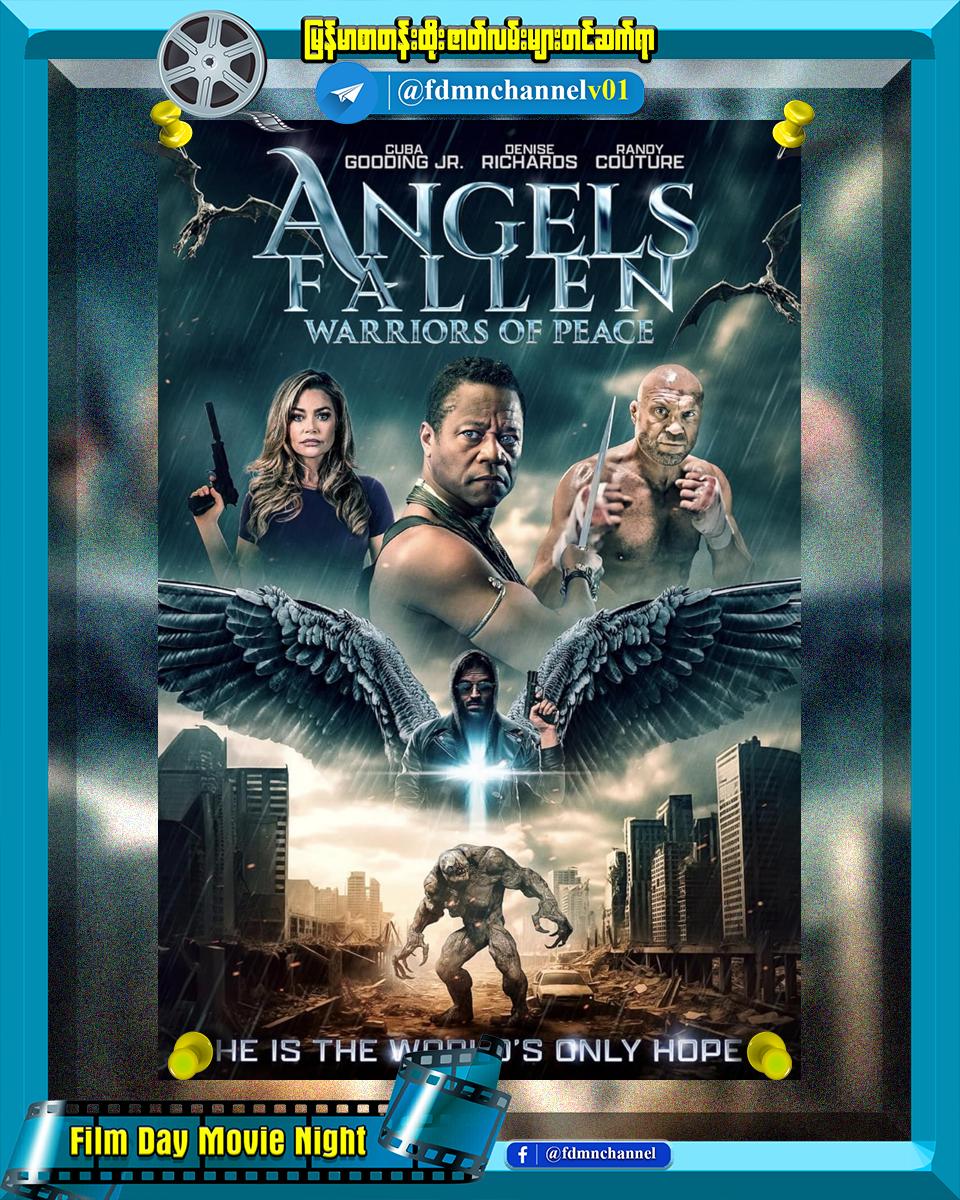 မြန်မာစာတန်းထိုးဇာတ်လမ်းများတင်ဆက်ရာ
@fdmnchannelv01
CUBA GOODING JR. DENISE RICHARDS RANDY COUTURE
ANGELS
FALLEN
WARRIORS OF PEACE
HE IS THE WORLD'S ONLY HOPE
Film Day Movie Night
@fdmnchannel